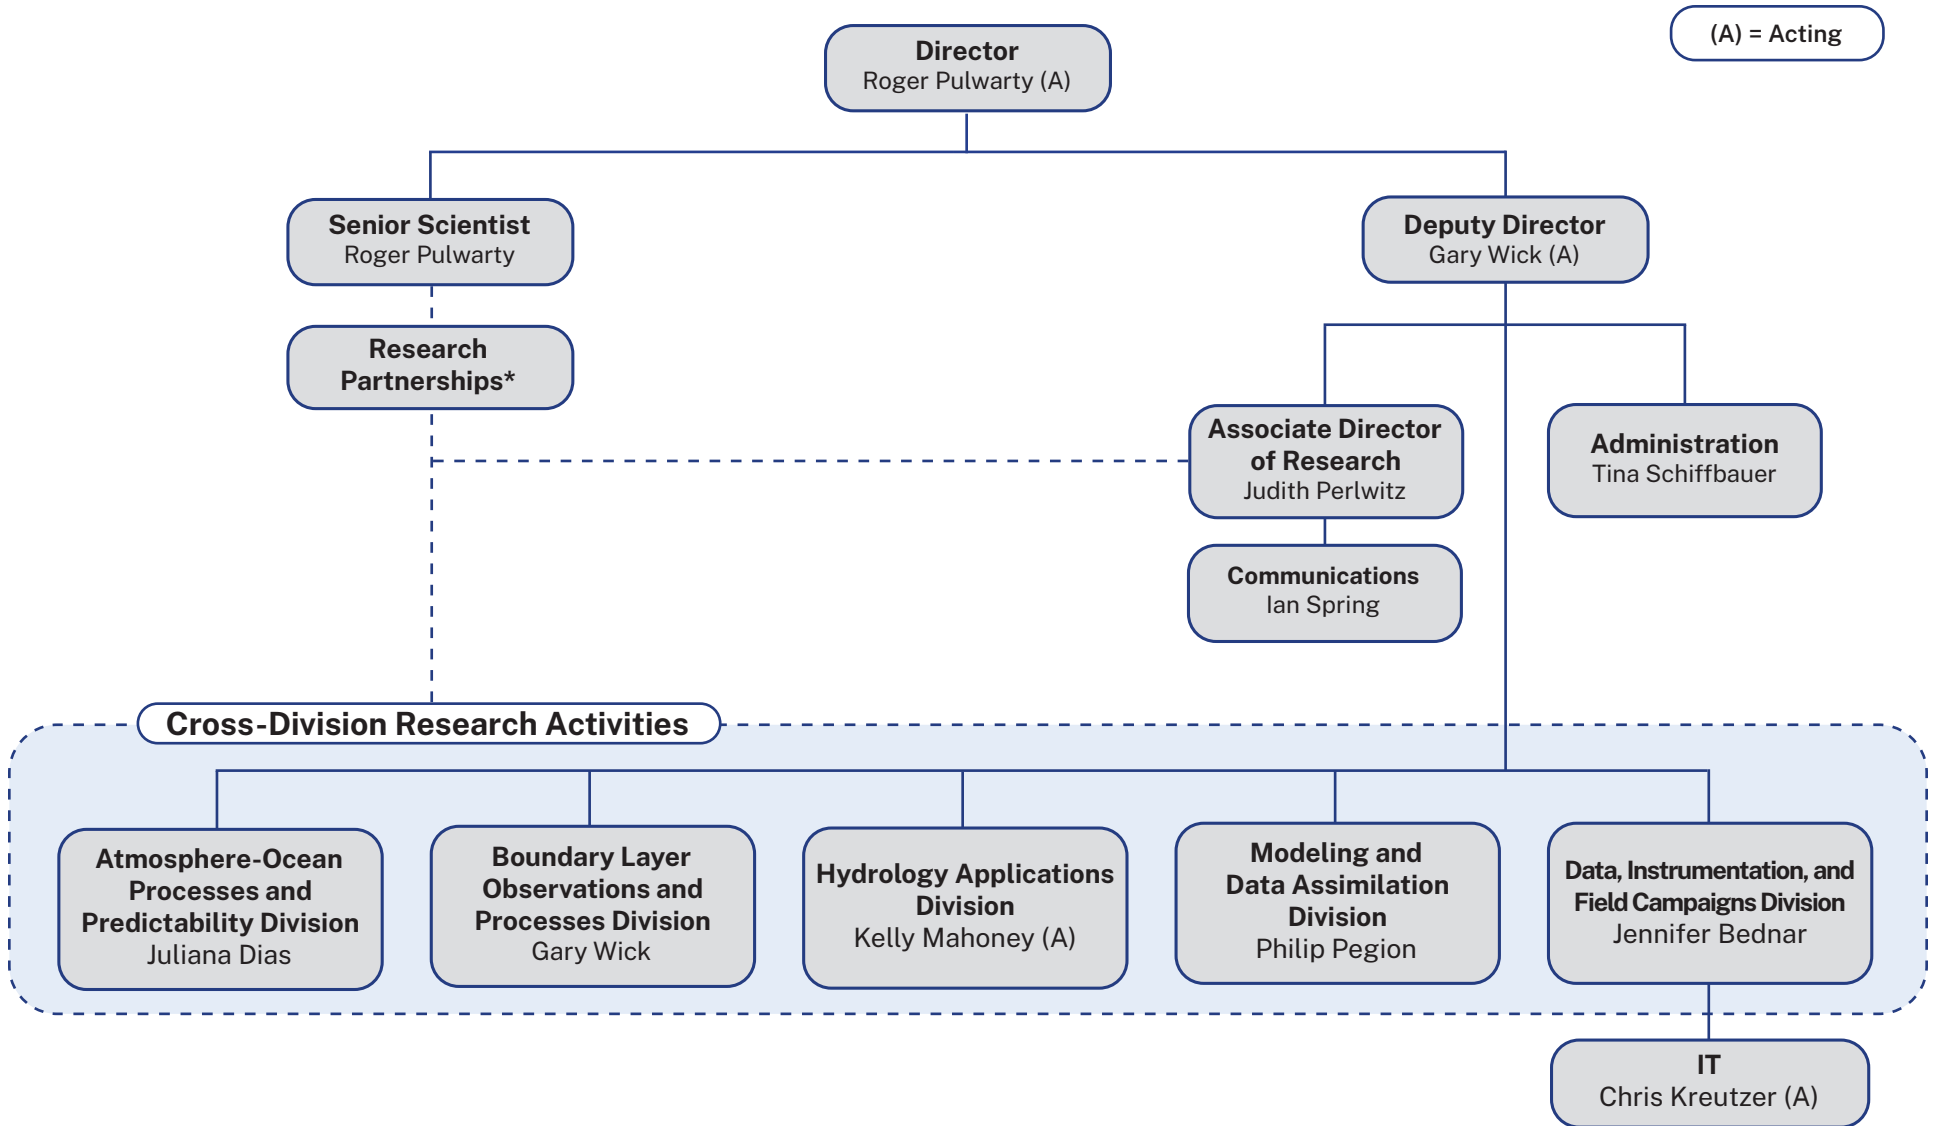 (A) = Acting
Director
Roger Pulwarty (A)
Senior Scientist
Roger Pulwarty
Deputy Director
Gary Wick (A)
Research
Partnerships*
Associate Director
of Research
Judith Perlwitz
Administration
Tina Schiffbauer
Communications
Ian Spring
Cross-Division Research Activities
Atmosphere-Ocean
Processes and
Predictability Division
Juliana Dias
Boundary Layer
Observations and
Processes Division
Gary Wick
Hydrology Applications
Division
Kelly Mahoney (A)
Modeling and
Data Assimilation
Division
Philip Pegion
Data, Instrumentation, and
Field Campaigns Division
Jennifer Bednar
IT
Chris Kreutzer (A)